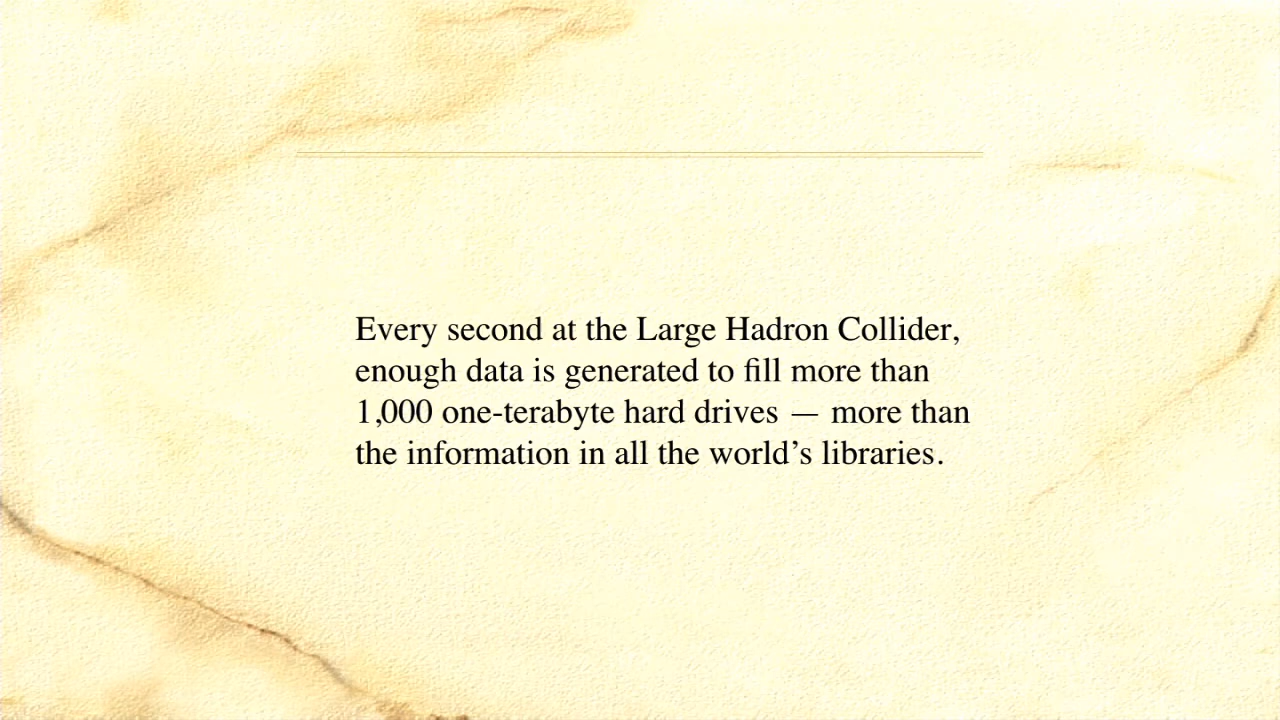 Every second at the Large Hadron Collider,
enough data is generated to fill more than
1,000 one-terabyte hard drives — more than
the information in all the world’s libraries.